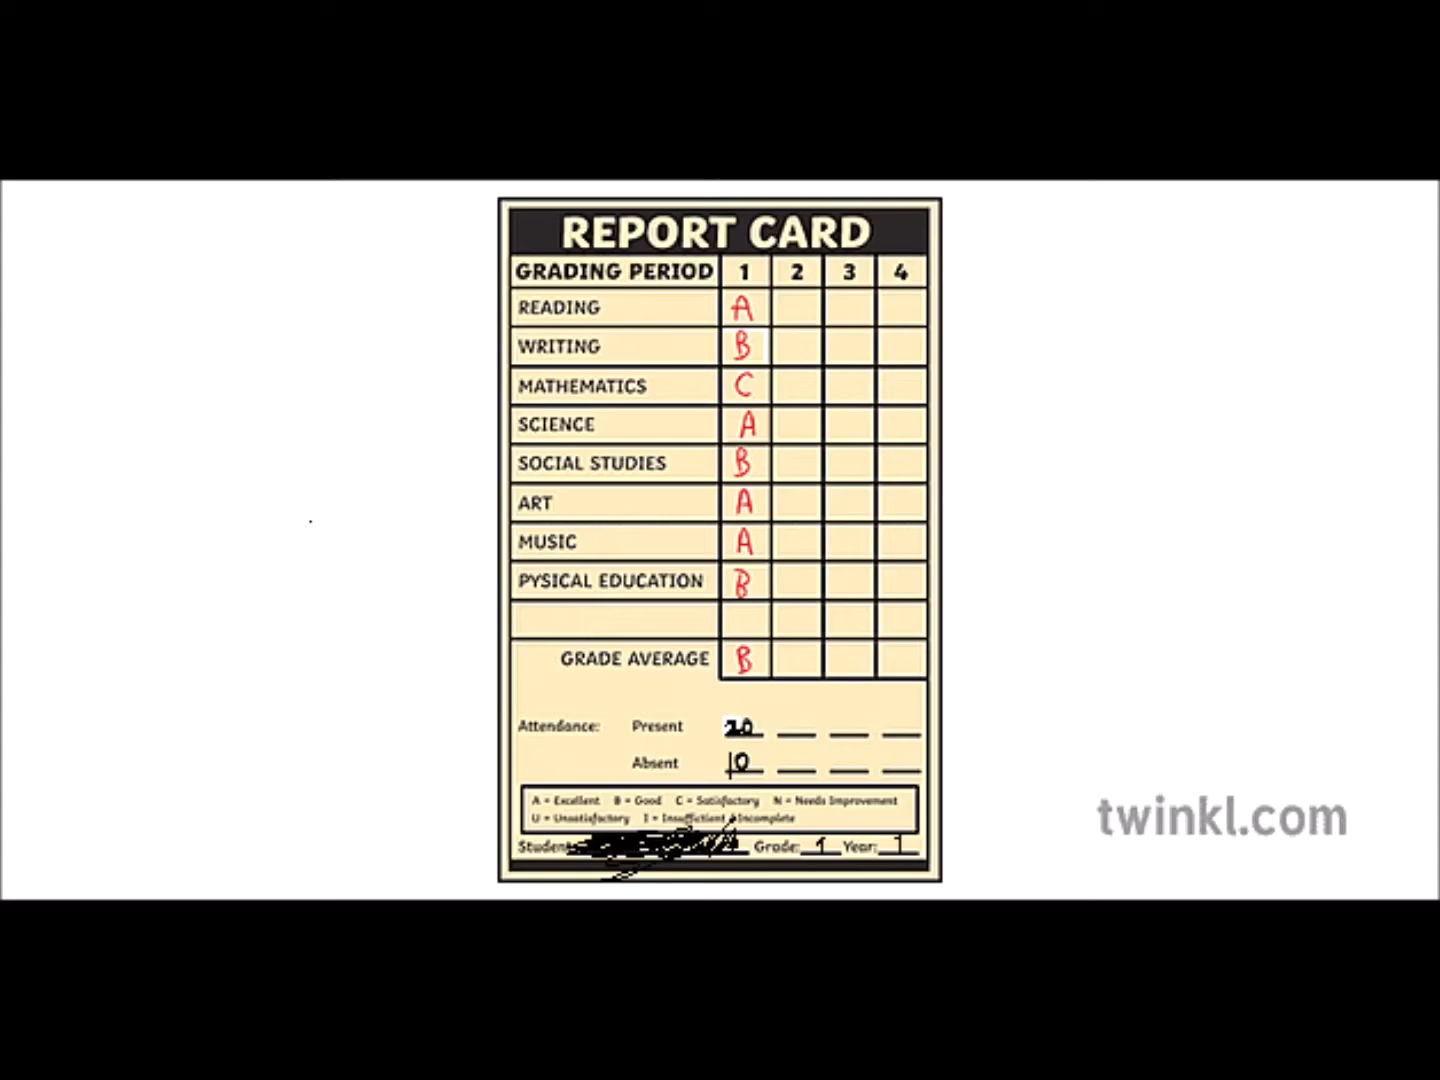 REPORT CARD
GRADING PERIOD 1 2 3 4
READING A
WRITING B
MATHEMATICS C
SCIENCE A
SOCIAL STUDIES B
ART A
MUSIC A
PYSICAL EDUCATION B
GRADE AVERAGE B
Attendance: Present 20
Absent 10
A = Excellent B = Good C = Satisfactory N = Needs Improvement
U = Unsatisfactory I = Insufficient / Incomplete
Student Grade: 1 Year: 1
twinkl.com